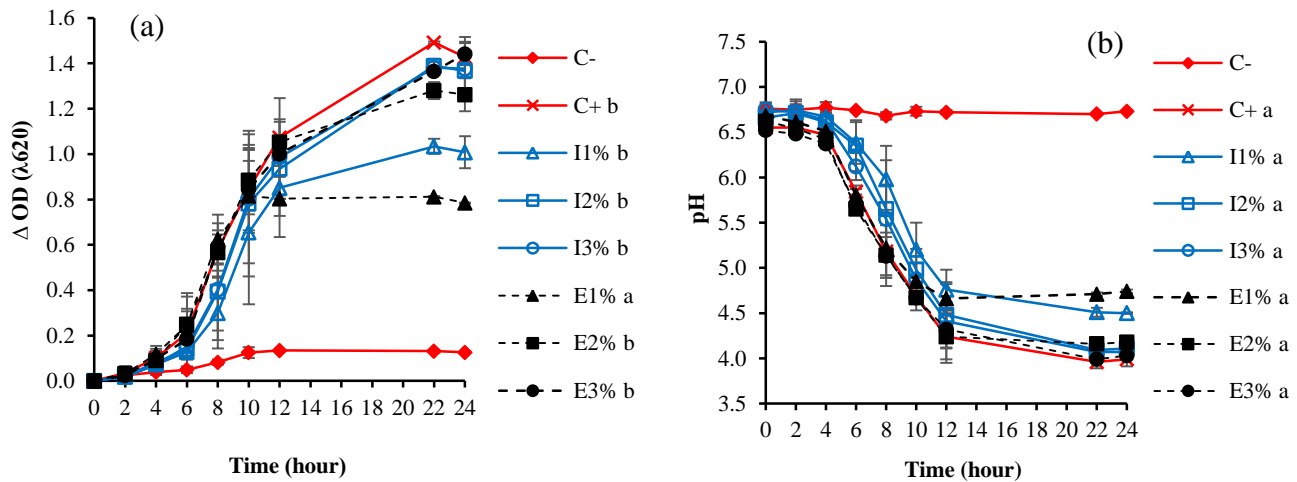 (a)
Δ OD (λ620)
1.6
1.4
1.2
1.0
0.8
0.6
0.4
0.2
0.0
0 2 4 6 8 10 12 14 16 18 20 22 24
Time (hour)
C-
C+ b
I1% b
I2% b
I3% b
E1% a
E2% b
E3% b
(b)
pH
7.5
7.0
6.5
6.0
5.5
5.0
4.5
4.0
3.5
0 2 4 6 8 10 12 14 16 18 20 22 24
Time (hour)
C-
C+ a
I1% a
I2% a
I3% a
E1% a
E2% a
E3% a